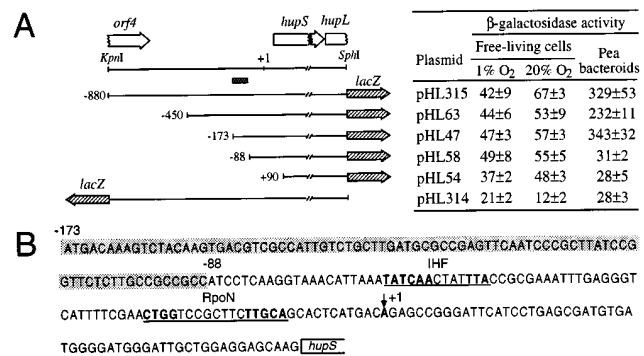 A
orf4
hupS
hupL
KpnI
+1
SphI
lacZ
-880
-450
-173
-88
+90
lacZ
β-galactosidase activity
Plasmid
Free-living cells
Pea bacteroids
1% O2
20% O2
pHL315 42±9 67±3 329±53
pHL63 44±6 53±9 232±11
pHL47 47±3 57±3 343±32
pHL58 49±8 55±5 31±2
pHL54 37±2 48±3 28±5
pHL314 21±2 12±2 28±3
B
-173
ATGACAAAGTCTACAAGTGACGTCGCCATTGTCTGCTTGATGCGCCGAGTTCAATCCCGCTTATCCG
-88
IHF
GTTCTCTTGCCGCCGCCATCCTCAAGGTAAACATTAAATATCAACTATTTACCGCGAAATTTGAGGGT
RpoN
+1
CATTTTCGAACTGGTCCGCTTCTTGCAGCACTCATGACAGAGCCGGGATTCATCCTGAGCGATGTGA
TGGGGATGGGATTGCTGGAGGAGCAAG hupS